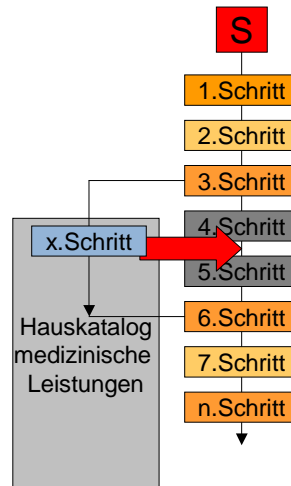 S
1.Schritt
2.Schritt
3.Schritt
4.Schritt
x.Schritt
5.Schritt
6.Schritt
Hauskatalog
medizinische
Leistungen
7.Schritt
n.Schritt